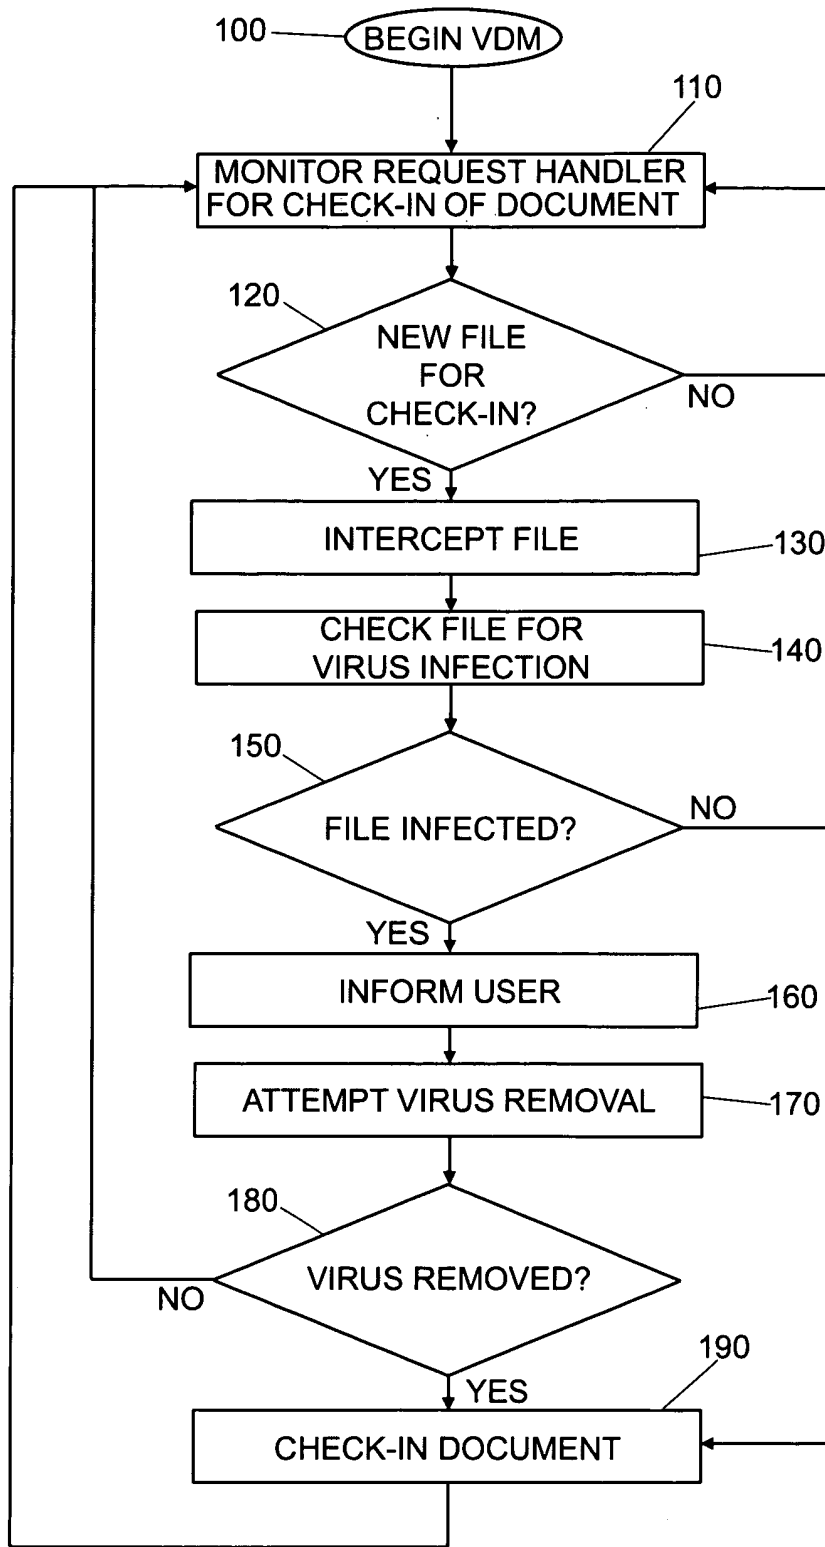 100
BEGIN VDM
110
MONITOR REQUEST HANDLER
FOR CHECK-IN OF DOCUMENT
120
NEW FILE
FOR
CHECK-IN?
NO
YES
INTERCEPT FILE
130
CHECK FILE FOR
VIRUS INFECTION
140
150
FILE INFECTED?
NO
YES
INFORM USER
160
ATTEMPT VIRUS REMOVAL
170
180
VIRUS REMOVED?
NO
YES
190
CHECK-IN DOCUMENT